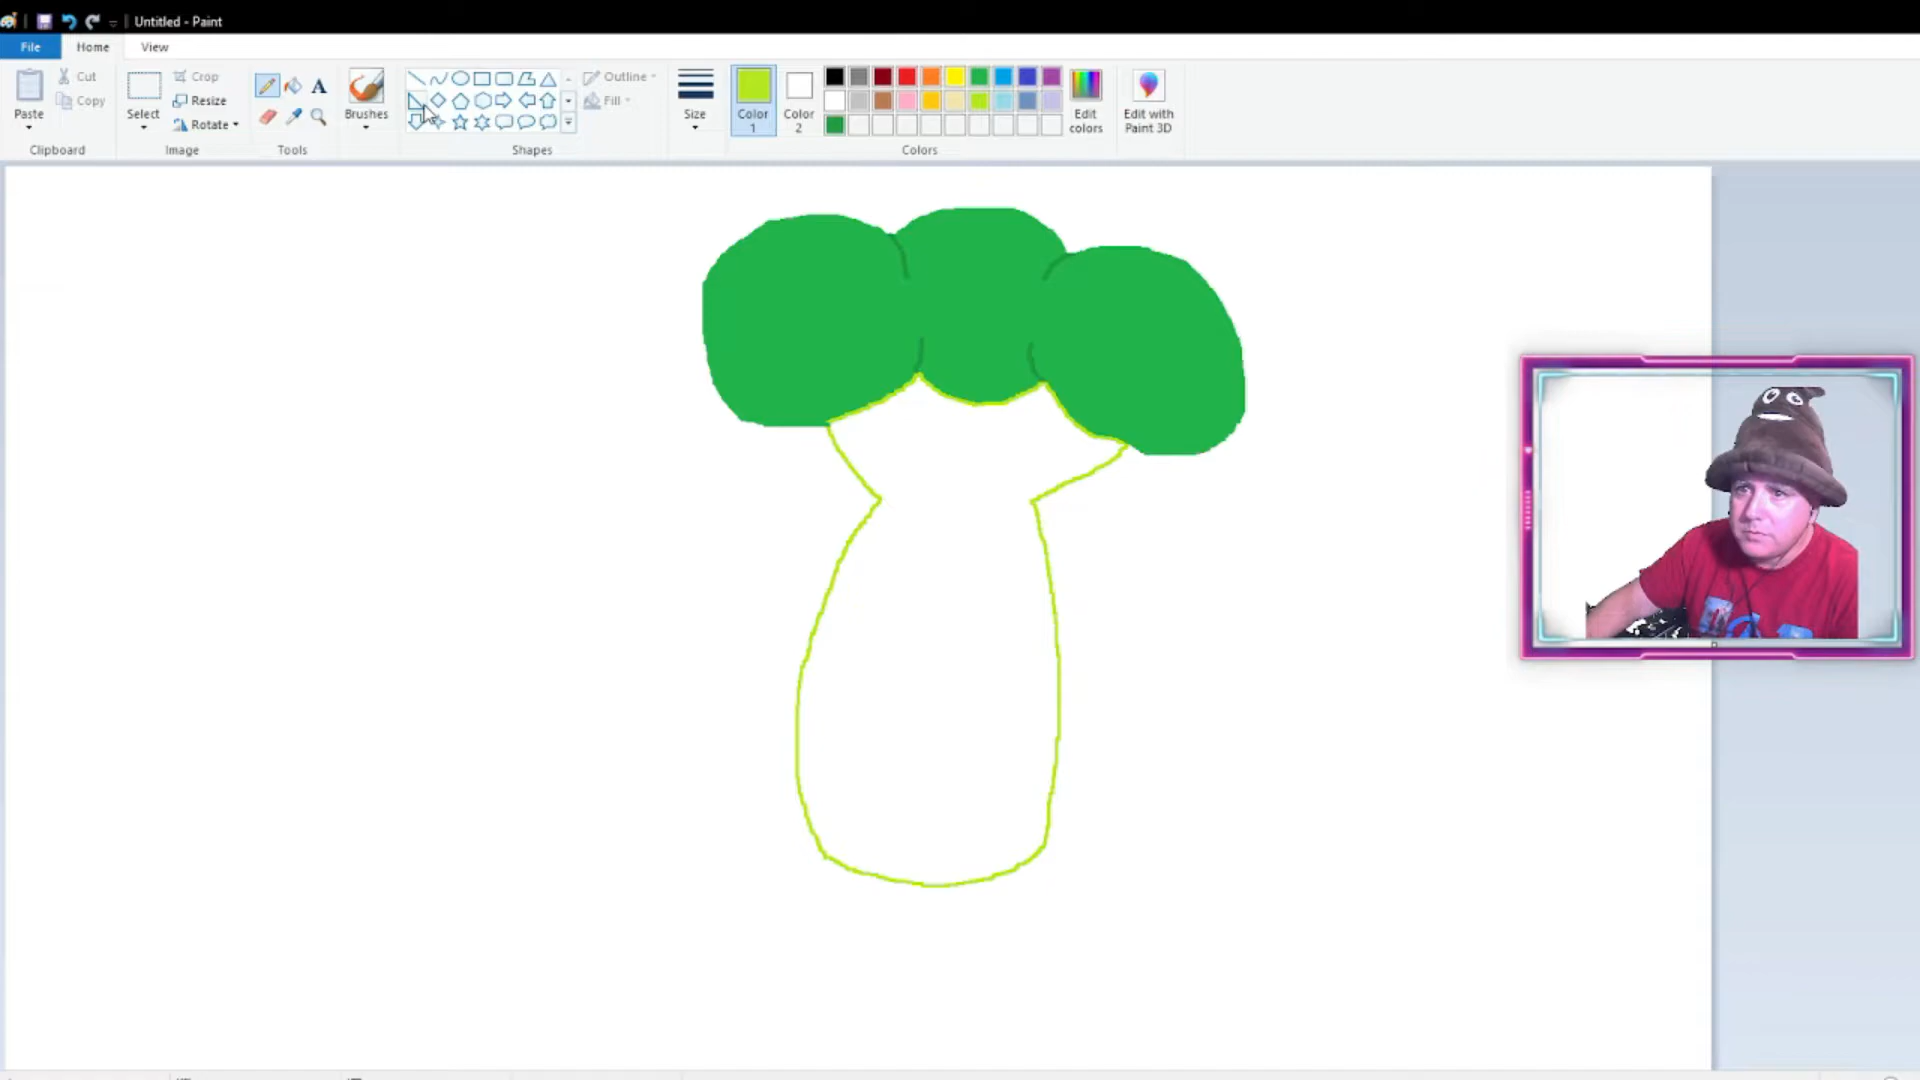 Untitled - Paint
File Home View
Paste Cut Copy
Clipboard
Select Crop Resize Rotate
Image
Tools
Brushes
Outline Fill
Shapes
Size
Color 1
Color 2
Edit colors
Colors
Edit with Paint 3D